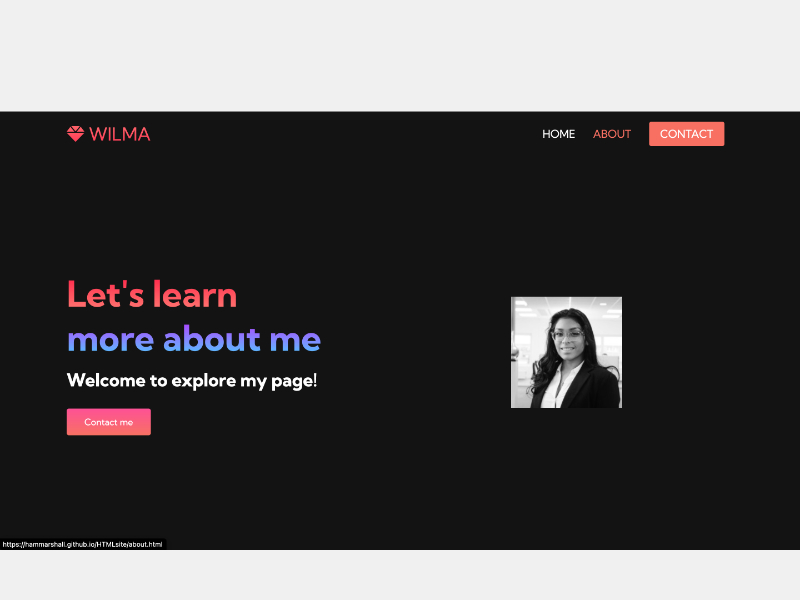 WILMA
HOME ABOUT CONTACT
Let's learn
more about me
Welcome to explore my page!
Contact me
https://hammarshall.github.io/HTMLsite/about.html